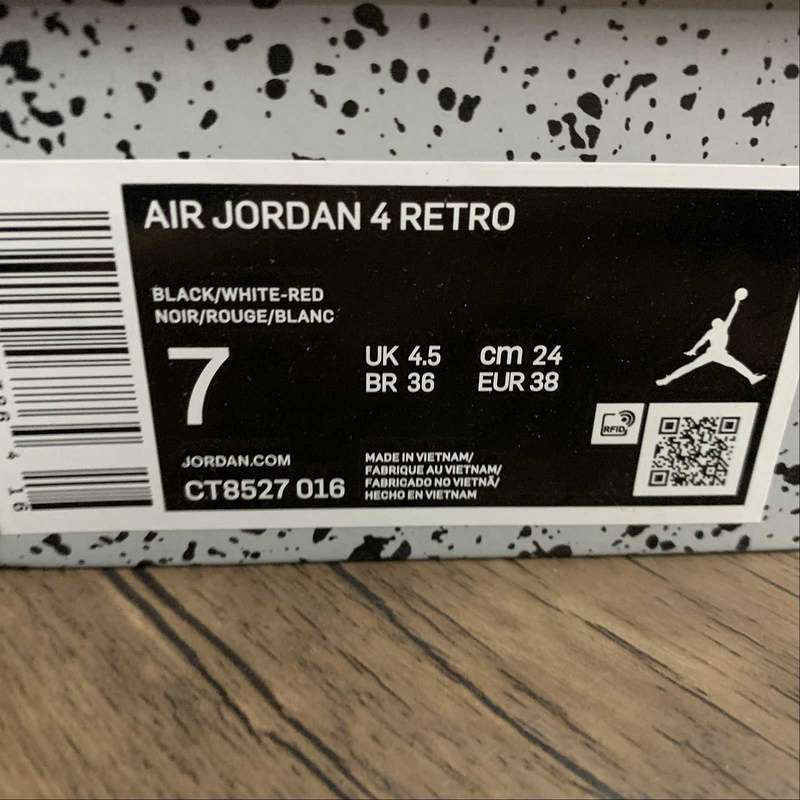 AIR JORDAN 4 RETRO
BLACK/WHITE-RED
NOIR/ROUGE/BLANC
7
UK 4.5 cm 24
BR 36 EUR 38
RFID
JORDAN.COM
CT8527 016
MADE IN VIETNAM/
FABRIQUE AU VIETNAM/
FABRICADO NO VIETNÃ/
HECHO EN VIETNAM